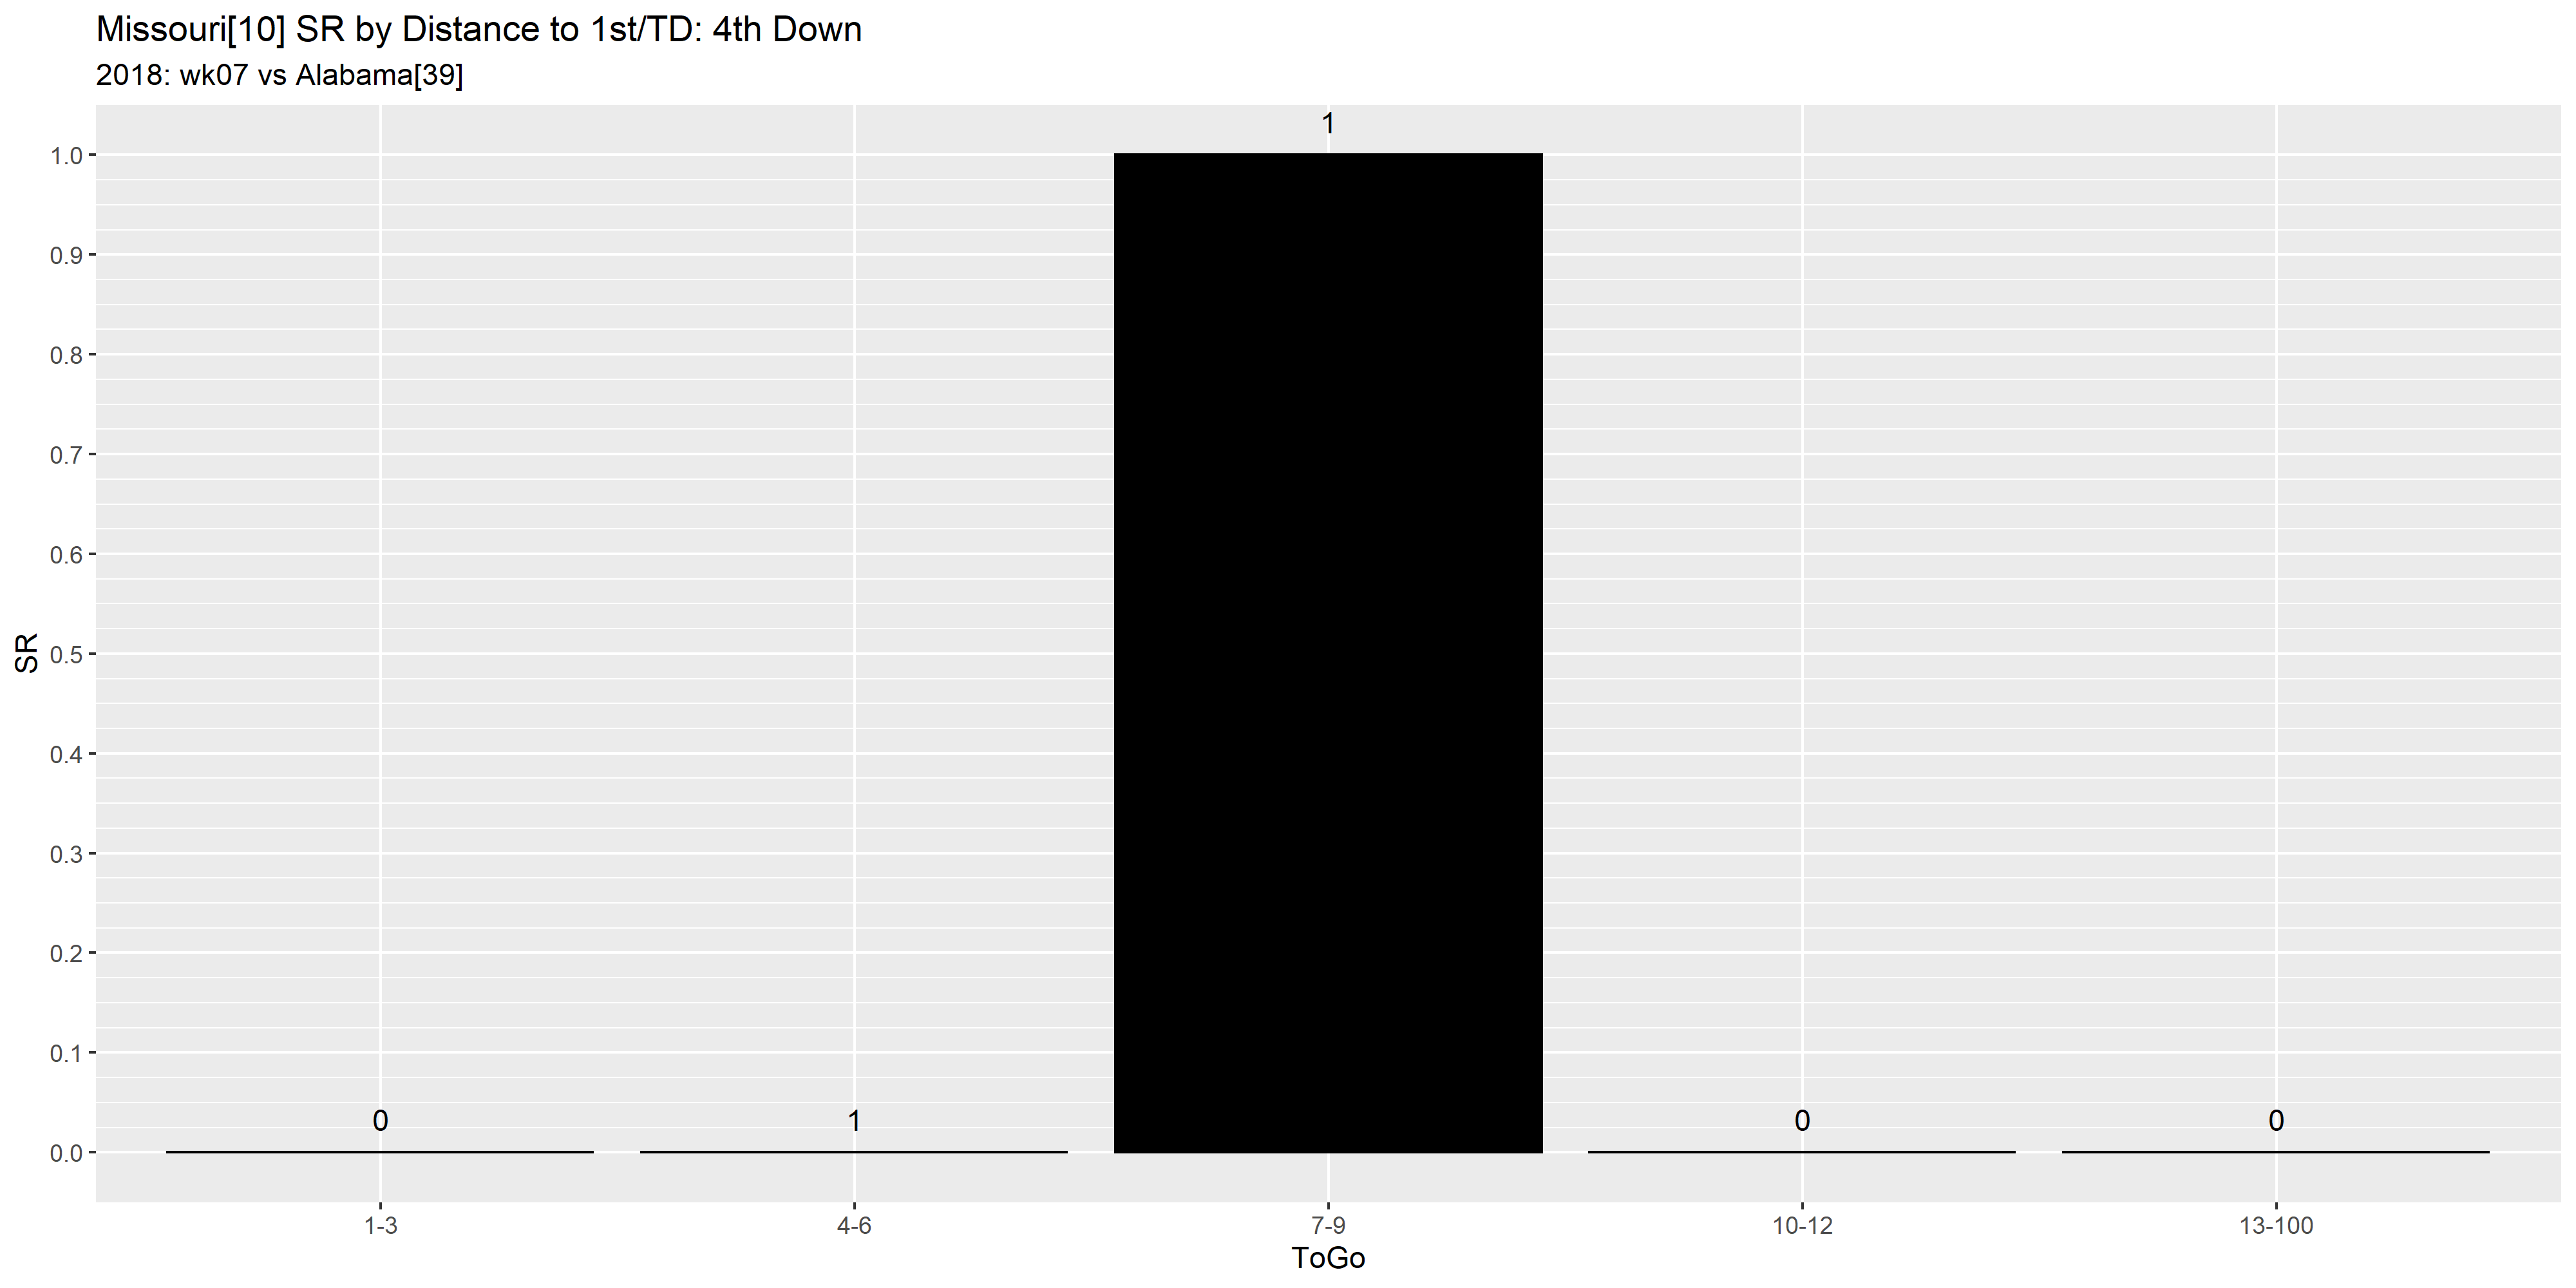 Missouri[10] SR by Distance to 1st/TD: 4th Down
2018: wk07 vs Alabama[39]
1
1.0
0.9
0.8
0.7
0.6
SR
0.5
0.4
0.3
0.2
0.1
0 1 0 0
0.0
1-3 4-6 7-9 10-12 13-100
ToGo